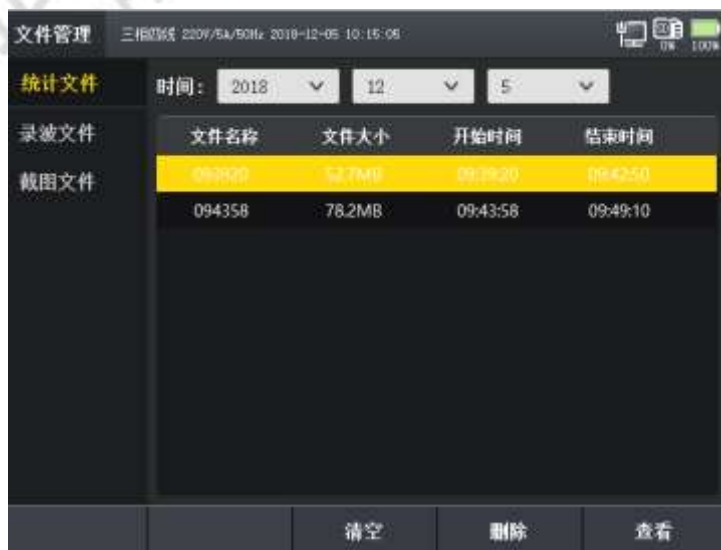 文件管理 三相四线 220V/5A/50Hz 2018-12-05 10:15:05 0% 100%
统计文件 时间： 2018 12 5
录波文件 文件名称 文件大小 开始时间 结束时间
截图文件 093920 52.7MB 09:39:20 09:42:50
094358 78.2MB 09:43:58 09:49:10
清空 删除 查看